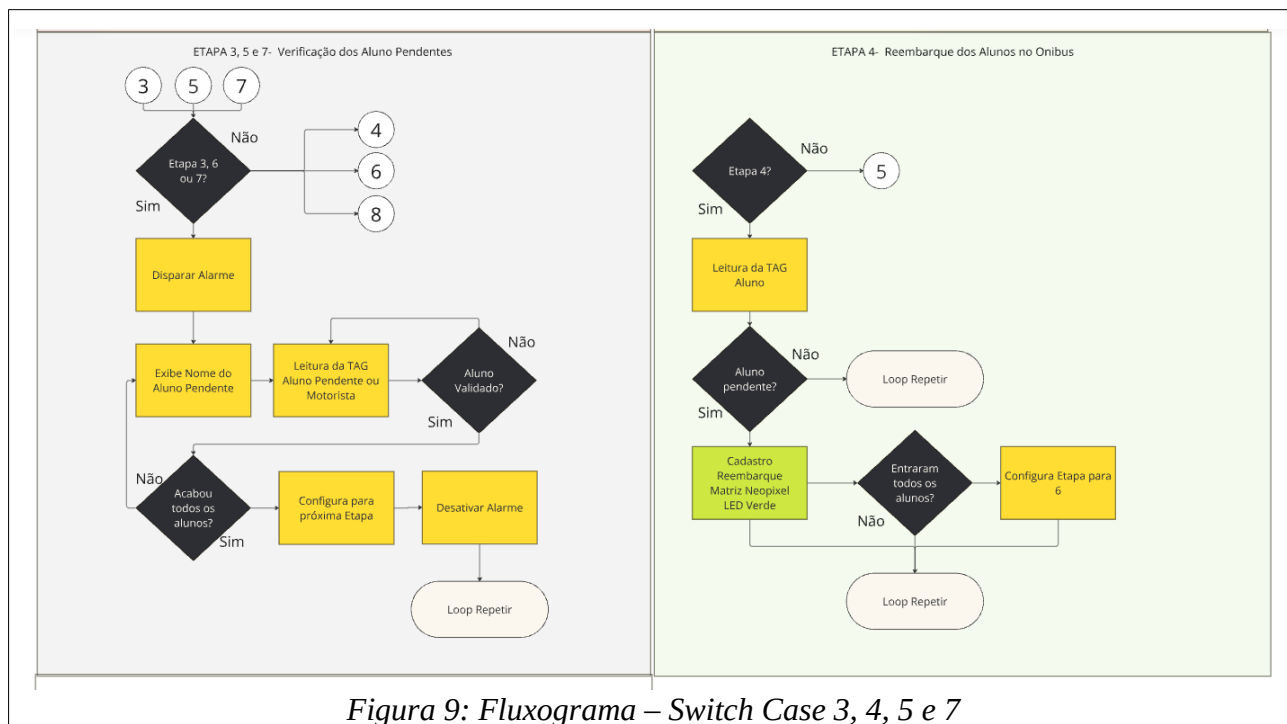 ETAPA 3, 5 e 7- Verificação dos Aluno Pendentes
3
5
7
Não
4
Etapa 3, 6
ou 7?
6
Sim
8
Disparar Alarme
Não
Exibe Nome do
Aluno Pendente
Leitura da TAG
Aluno Pendente ou
Motorista
Aluno
Validado?
Sim
Não
Acabou
todos os
alunos?
Sim
Configura para
próxima Etapa
Desativar Alarme
Loop Repetir
ETAPA 4- Reembarque dos Alunos no Onibus
Não
Etapa 4?
5
Sim
Leitura da TAG
Aluno
Não
Aluno
pendente?
Loop Repetir
Sim
Cadastro
Reembarque
Matriz Neopixel
LED Verde
Entraram
todos os
alunos?
Configura Etapa para
6
Não
Loop Repetir
Figura 9: Fluxograma – Switch Case 3, 4, 5 e 7